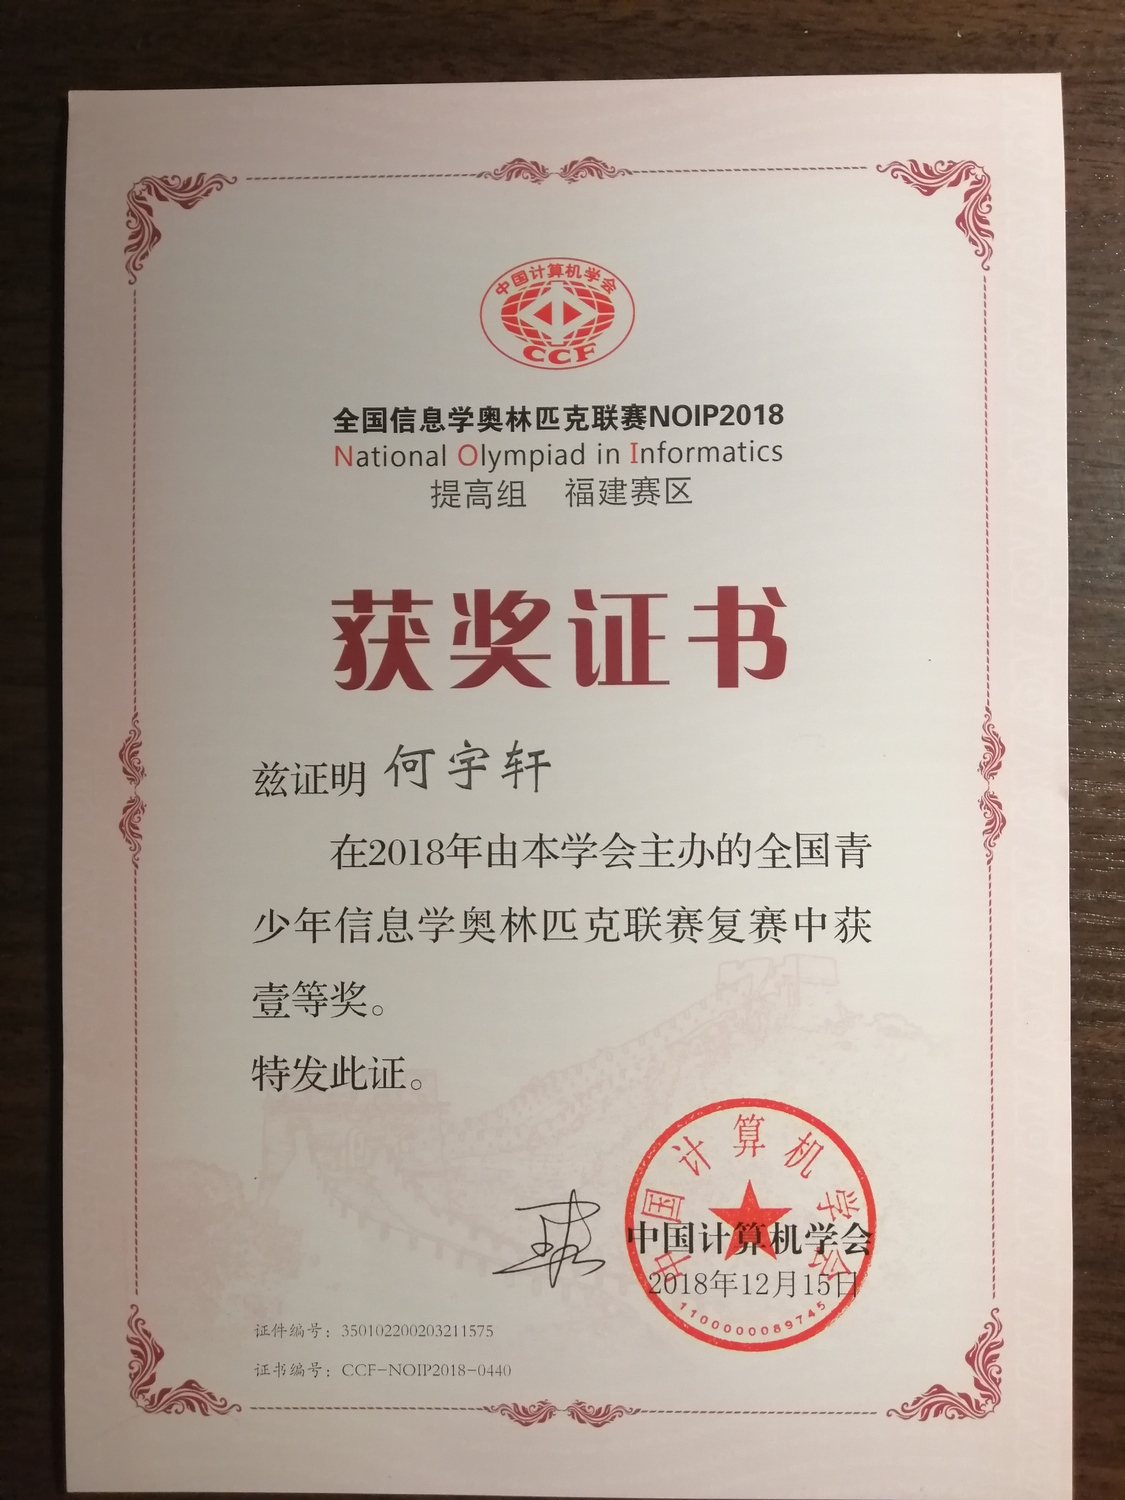 中国计算机学会
CCF
全国信息学奥林匹克联赛NOIP2018
National Olympiad in Informatics
提高组 福建赛区
获奖证书
兹证明 何宇轩
在2018年由本学会主办的全国青
少年信息学奥林匹克联赛复赛中获
壹等奖。
特发此证。
中国计算机学会
中国计算机学会
2018年12月15日
1100000089745
证件编号：350102200203211575
证书编号：CCF-NOIP2018-0440